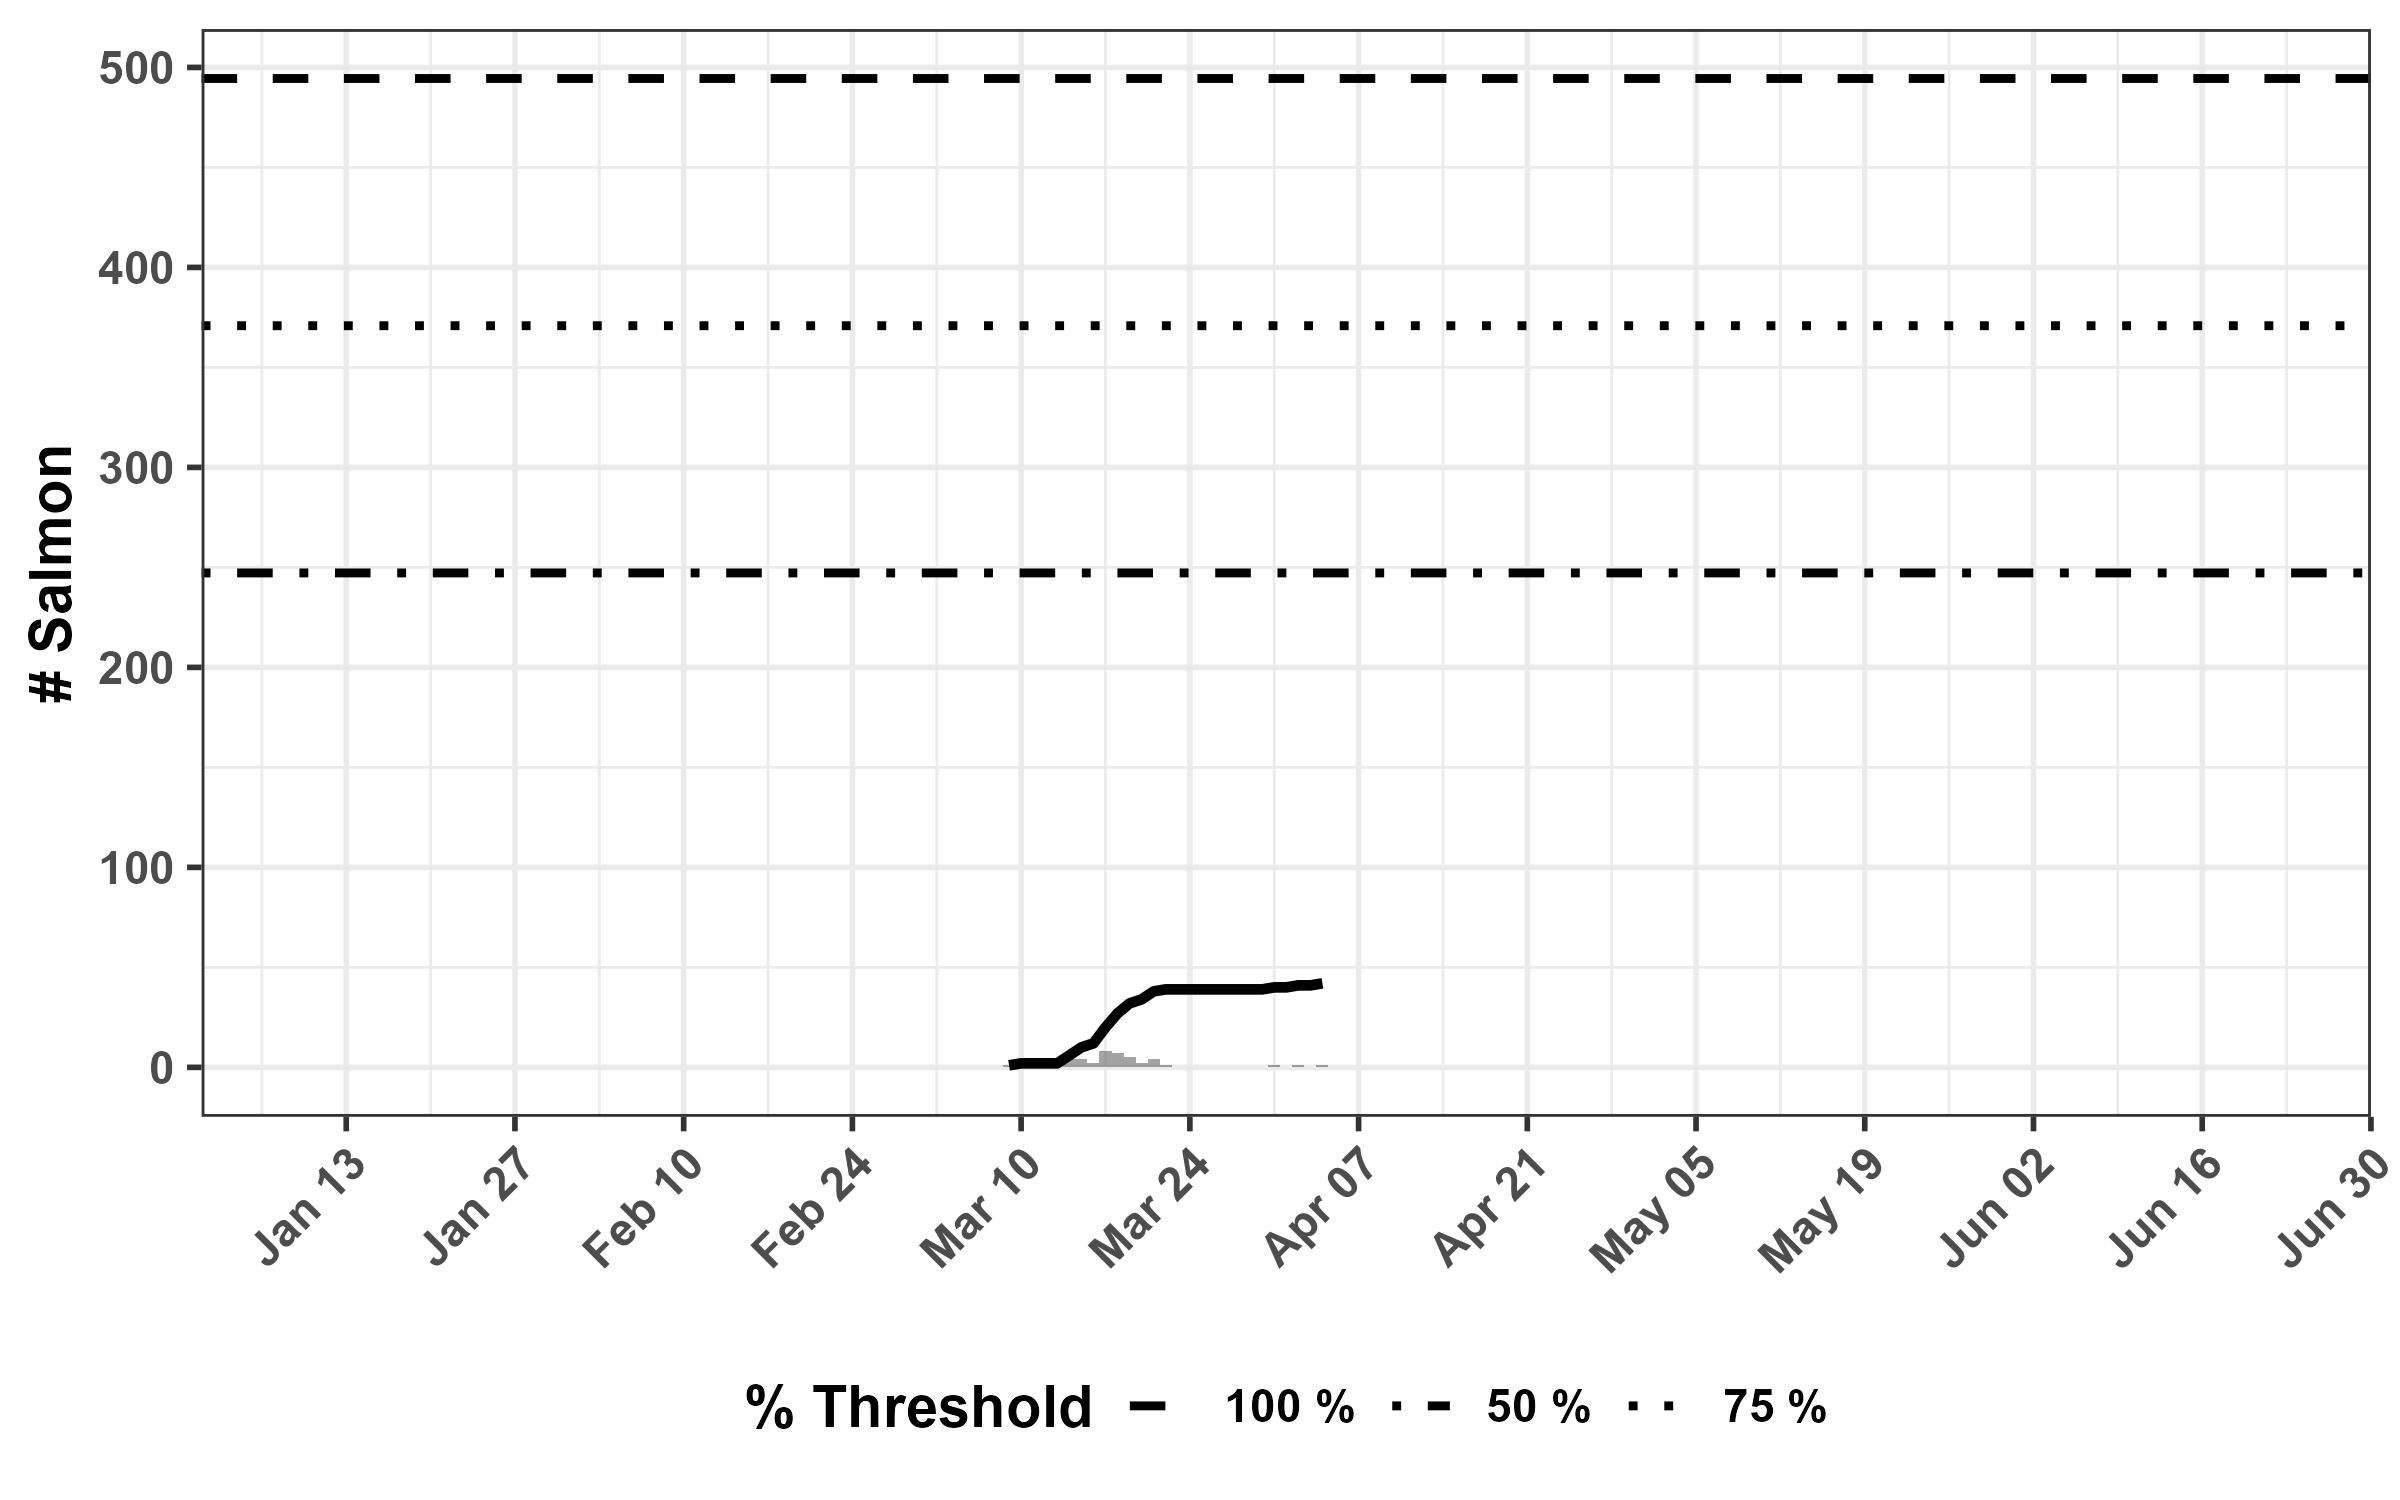 # Salmon
500
400
300
200
100
0
Jan 13
Jan 27
Feb 10
Feb 24
Mar 10
Mar 24
Apr 07
Apr 21
May 05
May 19
Jun 02
Jun 16
Jun 30
% Threshold 100 % 50 % 75 %